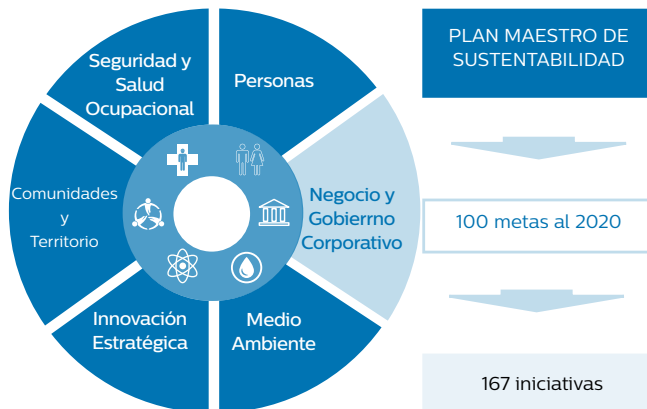 Seguridad y
Salud
Ocupacional
Personas
Comunidades
y
Territorio
Negocio y
Gobierrno
Corporativo
Innovación
Estratégica
Medio
Ambiente
PLAN MAESTRO DE
SUSTENTABILIDAD
100 metas al 2020
167 iniciativas